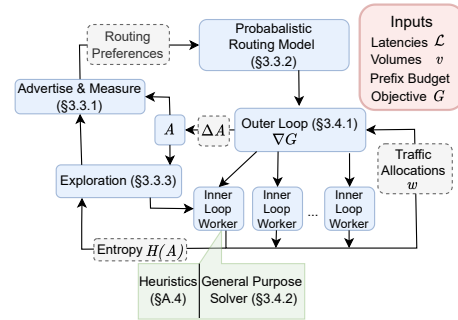 Routing
Preferences
Probabalistic
Routing Model
(§3.3.2)
Inputs
Latencies ℒ
Volumes v
Prefix Budget
Objective G
Advertise & Measure
(§3.3.1)
A
ΔA
Outer Loop (§3.4.1)
∇G
Traffic
Allocations
w
Exploration (§3.3.3)
Inner
Loop
Worker
Inner
Loop
Worker
...
Inner
Loop
Worker
Entropy H(A)
Heuristics
(§A.4)
General Purpose
Solver (§3.4.2)